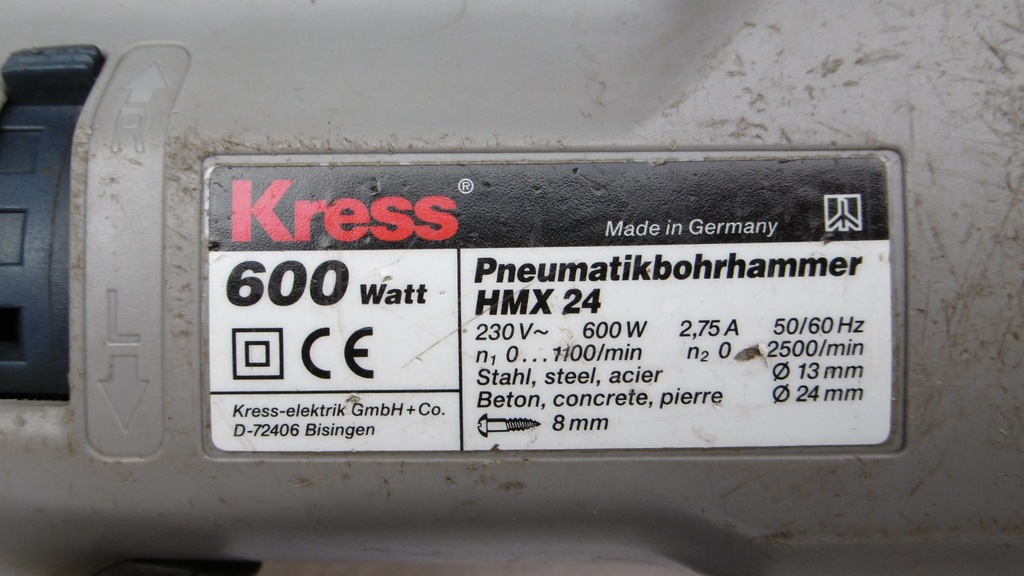 R
L
Kress®
Made in Germany
600 Watt
CE
Kress-elektrik GmbH+Co.
D-72406 Bisingen
Pneumatikbohrhammer
HMX 24
230 V~ 600 W 2,75 A 50/60 Hz
n₁ 0...1100/min n₂ 0 2500/min
Stahl, steel, acier Ø 13 mm
Beton, concrete, pierre Ø 24 mm
8 mm